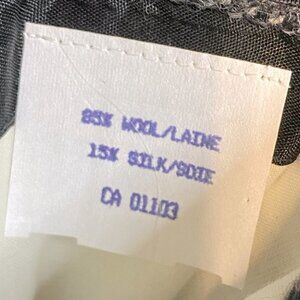 85% WOOL/LAINE
15% SILK/SOIE
CA 01103